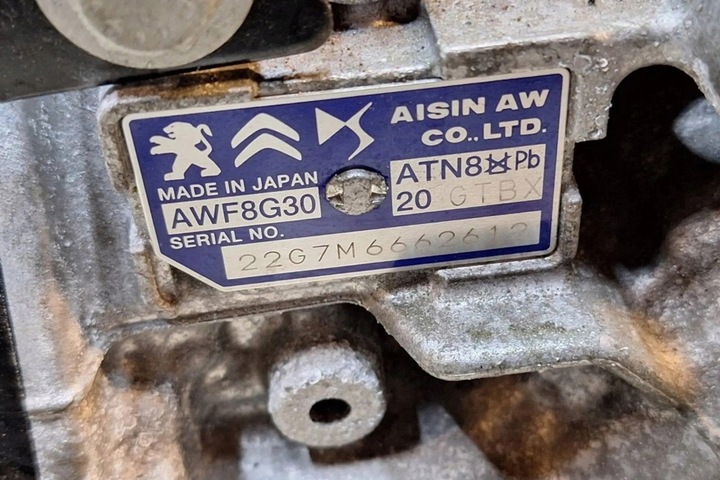 AISIN AW
CO.,LTD.
MADE IN JAPAN
AWF8G30
ATN8 Pb
20 GTBX
SERIAL NO.
22G7M6662612